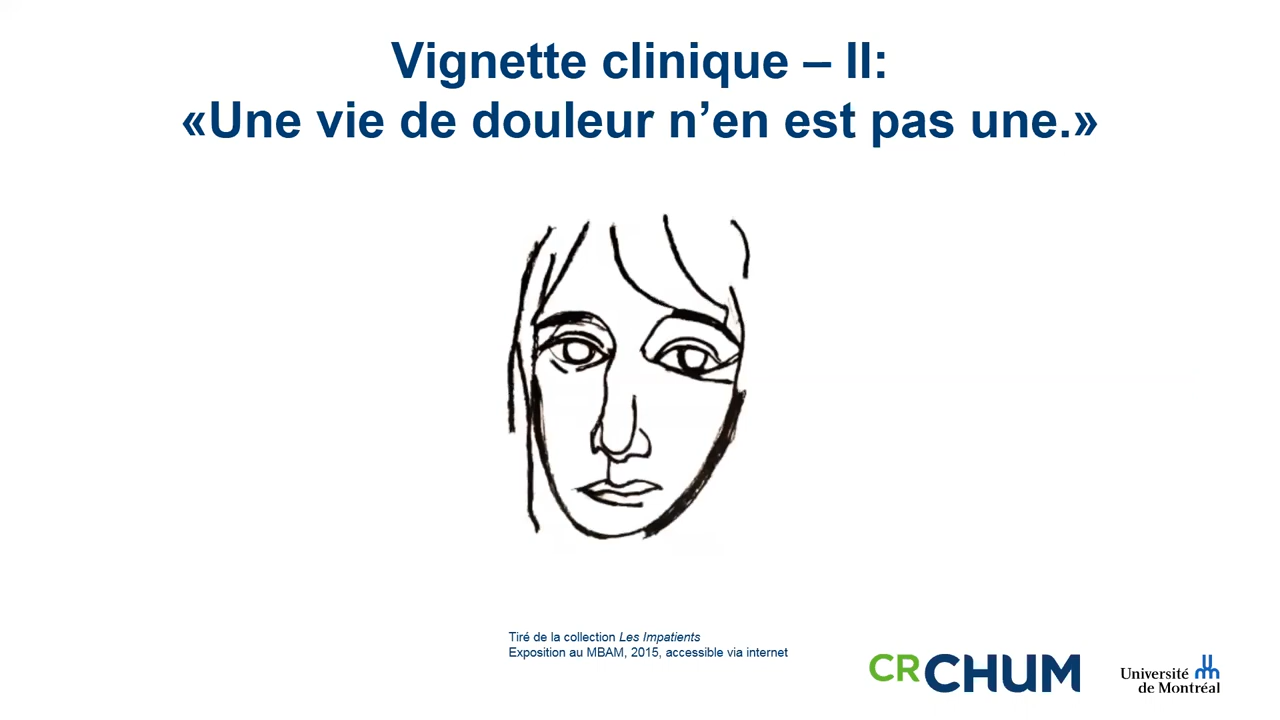 Vignette clinique – II:
«Une vie de douleur n’en est pas une.»
Tiré de la collection Les Impatients
Exposition au MBAM, 2015, accessible via internet
CRCHUM
Université
de Montréal